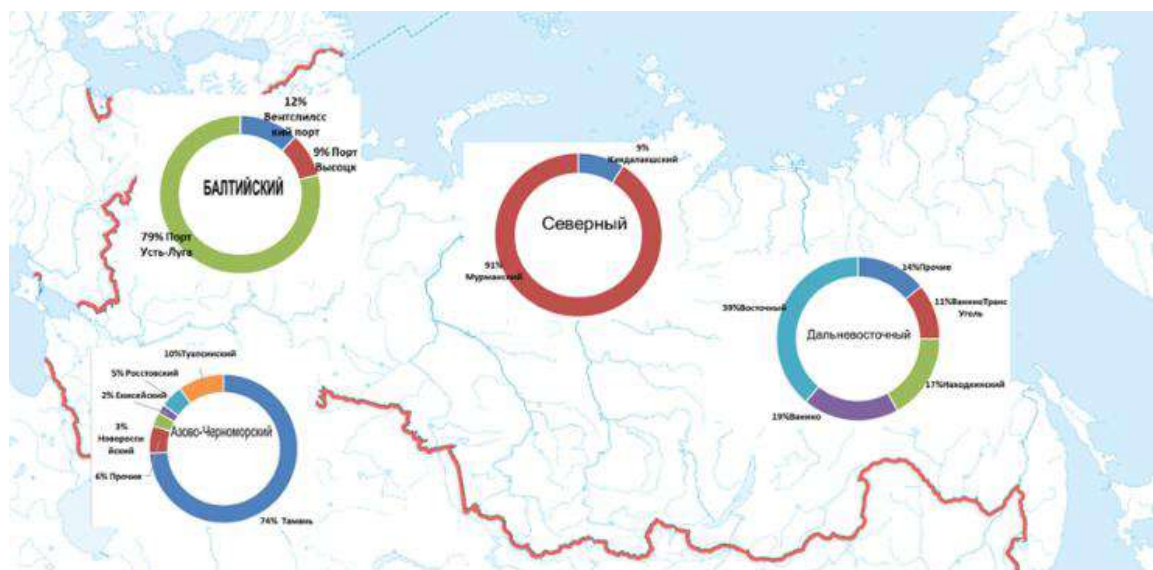 12%
Вентспилсс
кий порт
9% Порт
Высоцк
БАЛТИЙСКИЙ
79% Порт
Усть-Луга
9%
Кандалакшский
Северный
91%
Мурманский
14%Прочие
11%ВаниноТранс
Уголь
39%Восточный
Дальневосточный
17%Находкинский
19%Ванино
10%Туапсинский
5% Росстовский
2% Енисейский
3%
Новоросси
йский
Азово-Черноморский
6% Прочие
74% Тамань